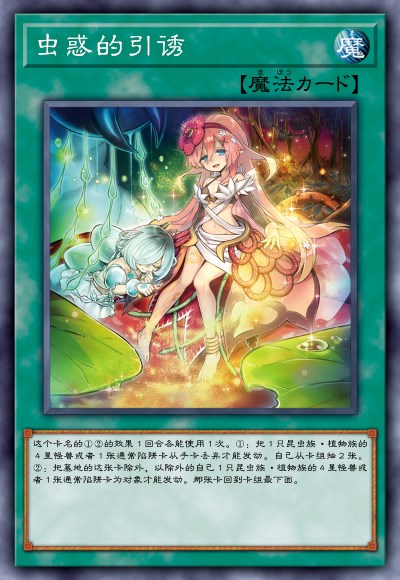 虫惑的引诱
魔
【魔法カード】
ま ほう
这个卡名的①②的效果1回合各能使用1次。①：把1只昆虫族·植物族的
4星怪兽或者1张通常陷阱卡从手卡丢弃才能发动。自己从卡组抽2张。
②：把墓地的这张卡除外，以除外的自己1只昆虫族·植物族的4星怪兽或
者1张通常陷阱卡为对象才能发动。那张卡回到卡组最下面。